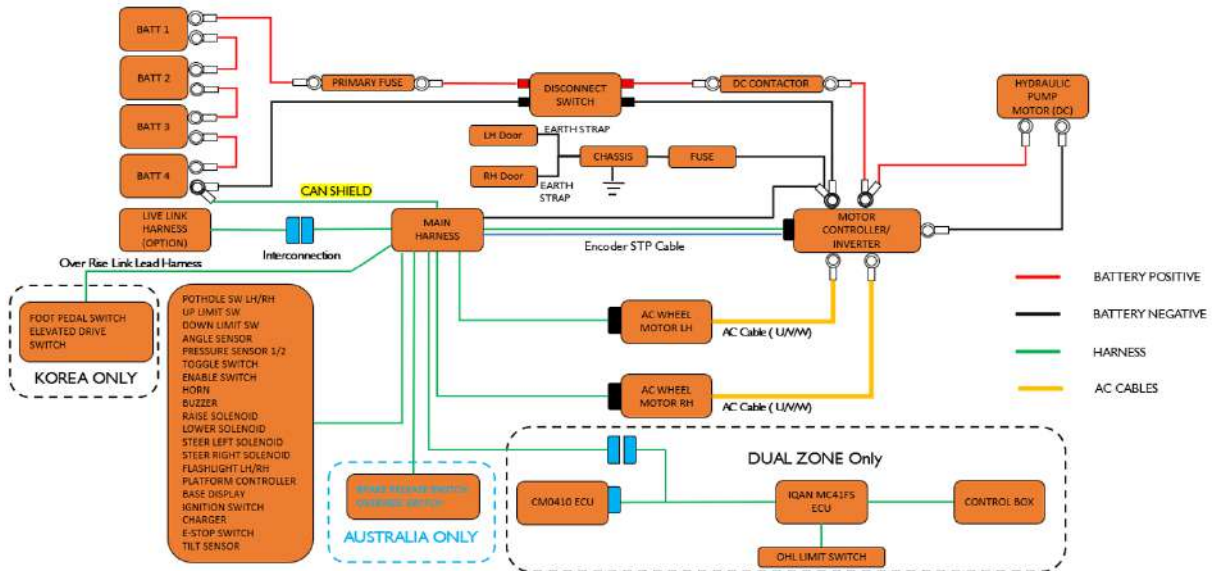 BATT 1
BATT 2
BATT 3
BATT 4
PRIMARY FUSE
DISCONNECT
SWITCH
DC CONTACTOR
HYDRAULIC
PUMP
MOTOR (DC)
EARTH STRAP
LH Door
RH Door
EARTH
STRAP
CHASSIS
FUSE
CAN SHIELD
LIVE LINK
HARNESS
(OPTION)
Interconnection
MAIN
HARNESS
Encoder STP Cable
MOTOR
CONTROLLER/
INVERTER
Over Rise Link Lead Harness
FOOT PEDAL SWITCH
ELEVATED DRIVE
SWITCH
KOREA ONLY
POTHOLE SW LH/RH
UP LIMIT SW
DOWN LIMIT SW
ANGLE SENSOR
PRESSURE SENSOR 1/2
TOGGLE SWITCH
ENABLE SWITCH
HORN
BUZZER
RAISE SOLENOID
LOWER SOLENOID
STEER LEFT SOLENOID
STEER RIGHT SOLENOID
FLASHLIGHT LH/RH
PLATFORM CONTROLLER
BASE DISPLAY
IGNITION SWITCH
CHARGER
E-STOP SWITCH
TILT SENSOR
AC WHEEL
MOTOR LH
AC Cable ( U/V/W)
AC WHEEL
MOTOR RH
AC Cable ( U/V/W)
BATTERY POSITIVE
BATTERY NEGATIVE
HARNESS
AC CABLES
BRAKE RELEASE SWITCH
SWITCH
AUSTRALIA ONLY
DUAL ZONE Only
CM0410 ECU
IQAN MC41FS
ECU
CONTROL BOX
OHL LIMIT SWITCH